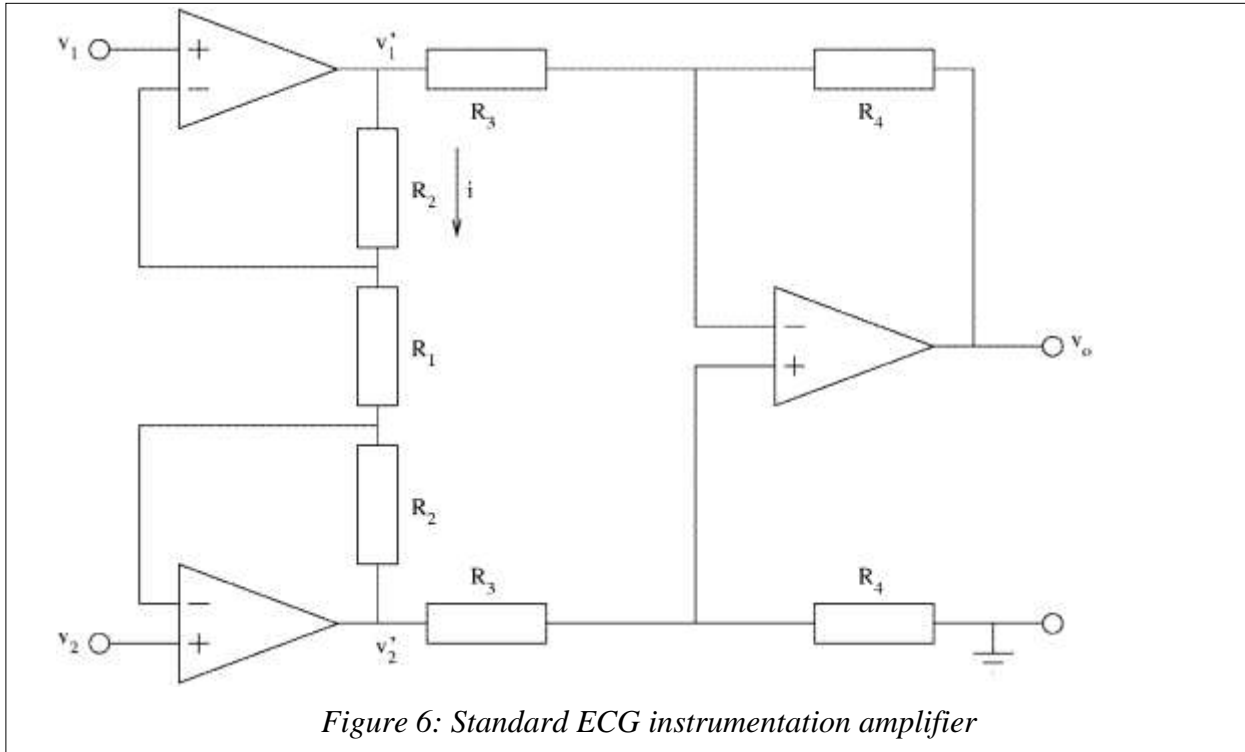 v₁
+
−
v₁'
R₃
R₄
R₂
i
R₁
−
+
vₒ
R₂
R₃
R₄
−
+
v₂
v₂'
Figure 6: Standard ECG instrumentation amplifier